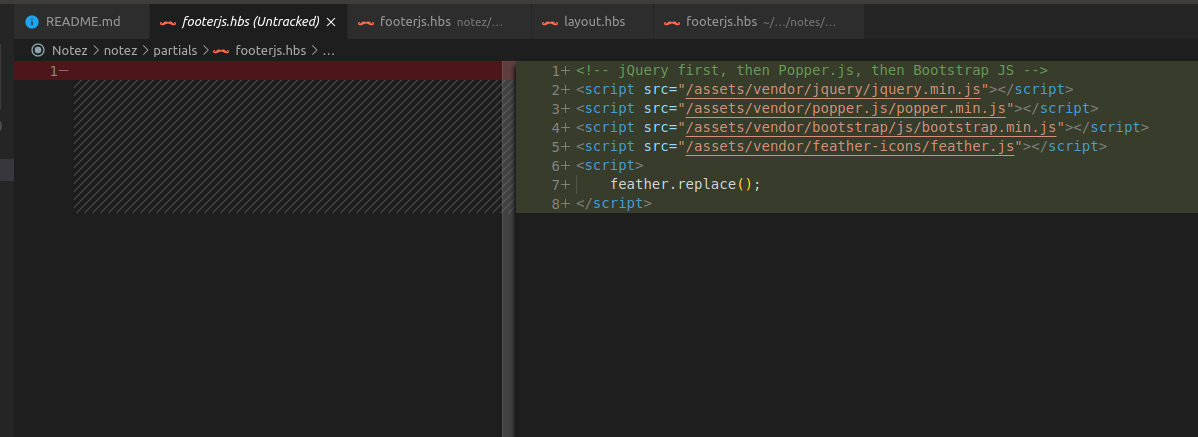 README.md footerjs.hbs (Untracked) × footerjs.hbs notez/... layout.hbs footerjs.hbs ~/.../notes/...
Notez > notez > partials > footerjs.hbs > ...
1−
1+ <!-- jQuery first, then Popper.js, then Bootstrap JS -->
2+ <script src="/assets/vendor/jquery/jquery.min.js"></script>
3+ <script src="/assets/vendor/popper.js/popper.min.js"></script>
4+ <script src="/assets/vendor/bootstrap/js/bootstrap.min.js"></script>
5+ <script src="/assets/vendor/feather-icons/feather.js"></script>
6+ <script>
7+ feather.replace();
8+ </script>